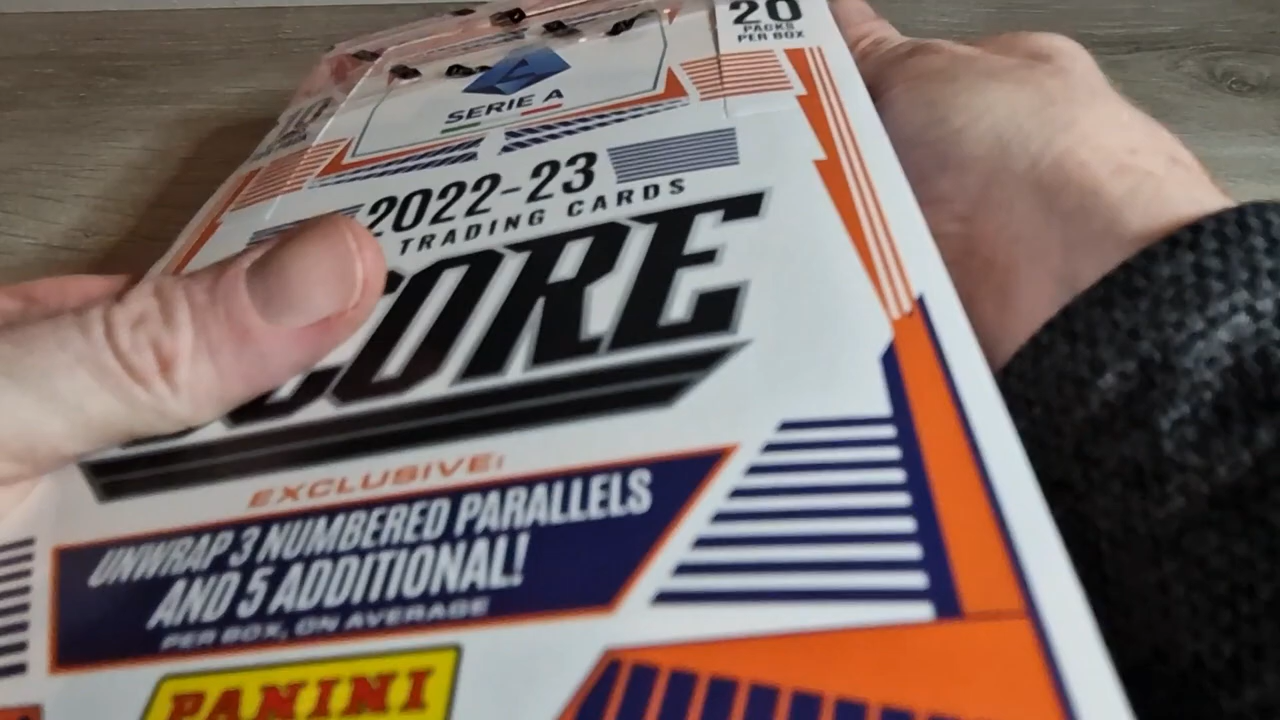 20
PACKS
PER BOX
SERIE A
2022-23
TRADING CARDS
CORE
EXCLUSIVE:
UNWRAP 3 NUMBERED PARALLELS
AND 5 ADDITIONAL!
PER BOX, ON AVERAGE
PANINI